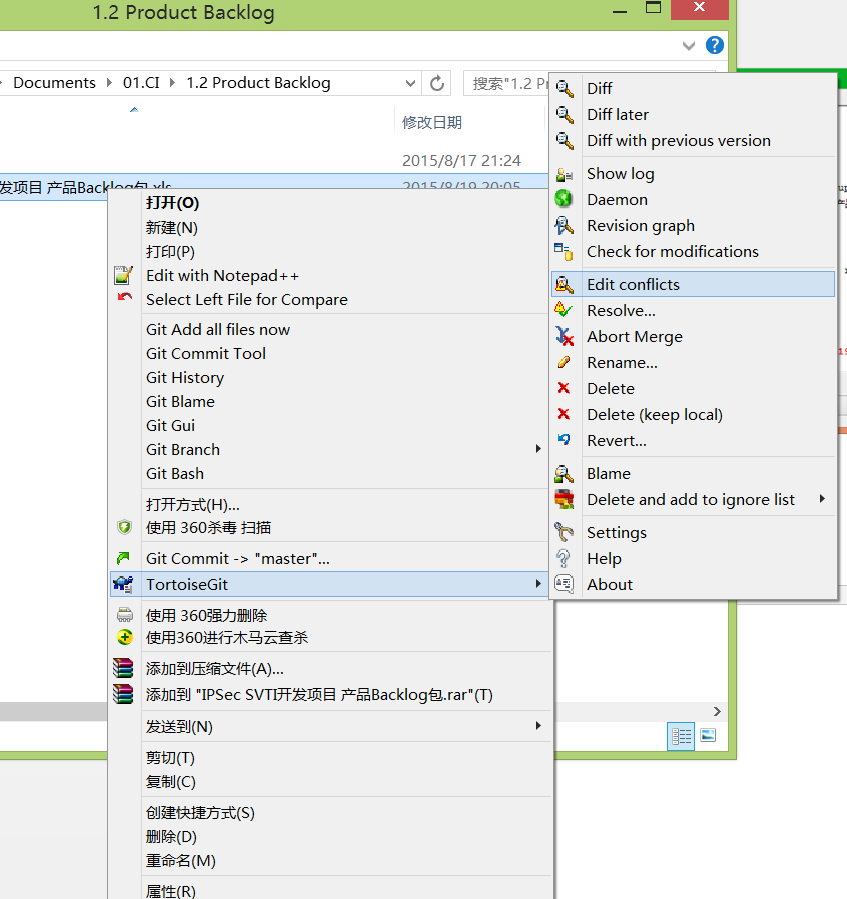 1.2 Product Backlog
Documents 01.CI 1.2 Product Backlog
搜索"1.2 Pr
修改日期
2015/8/17 21:24
发项目 产品Backlog包.xls
2015/8/19 20:05
打开(O)
新建(N)
打印(P)
Edit with Notepad++
Select Left File for Compare
Git Add all files now
Git Commit Tool
Git History
Git Blame
Git Gui
Git Branch
Git Bash
打开方式(H)...
使用 360杀毒 扫描
Git Commit -> "master"...
TortoiseGit
使用 360强力删除
使用360进行木马云查杀
添加到压缩文件(A)...
添加到 "IPSec SVTI开发项目 产品Backlog包.rar"(T)
发送到(N)
剪切(T)
复制(C)
创建快捷方式(S)
删除(D)
重命名(M)
属性(R)
Diff
Diff later
Diff with previous version
Show log
Daemon
Revision graph
Check for modifications
Edit conflicts
Resolve...
Abort Merge
Rename...
Delete
Delete (keep local)
Revert...
Blame
Delete and add to ignore list
Settings
Help
About